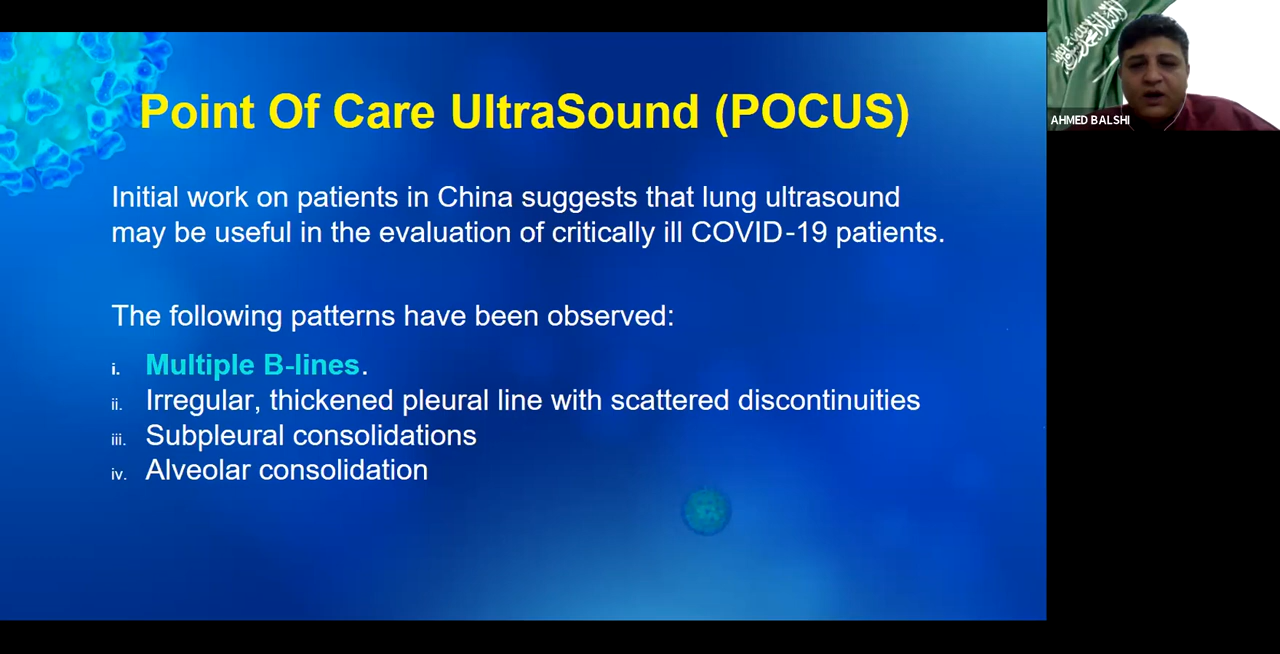 Point Of Care UltraSound (POCUS)
Initial work on patients in China suggests that lung ultrasound
may be useful in the evaluation of critically ill COVID-19 patients.
The following patterns have been observed:
i. Multiple B-lines.
ii. Irregular, thickened pleural line with scattered discontinuities
iii. Subpleural consolidations
iv. Alveolar consolidation
AHMED BALSHI